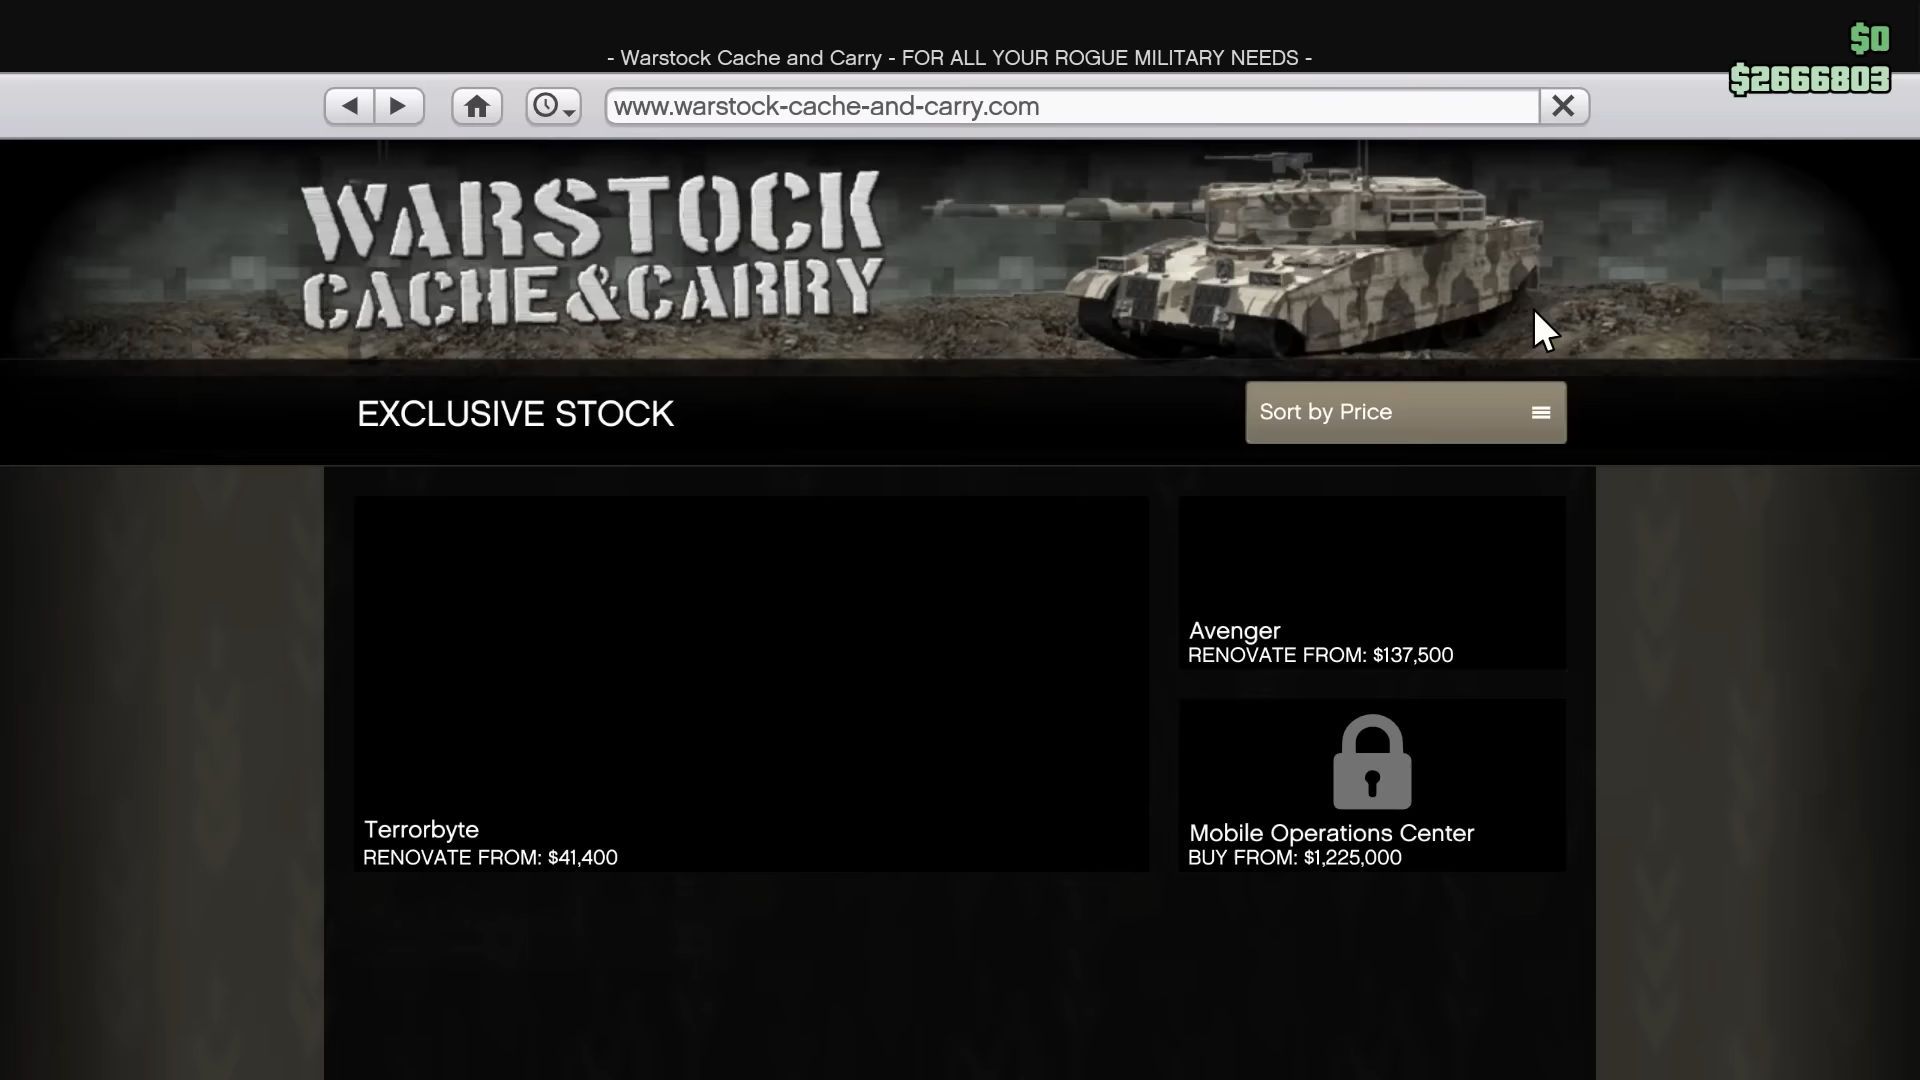 - Warstock Cache and Carry - FOR ALL YOUR ROGUE MILITARY NEEDS -
$0
$2666803
www.warstock-cache-and-carry.com
WARSTOCK
CACHE&CARRY
EXCLUSIVE STOCK
Sort by Price
Terrorbyte
RENOVATE FROM: $41,400
Avenger
RENOVATE FROM: $137,500
Mobile Operations Center
BUY FROM: $1,225,000